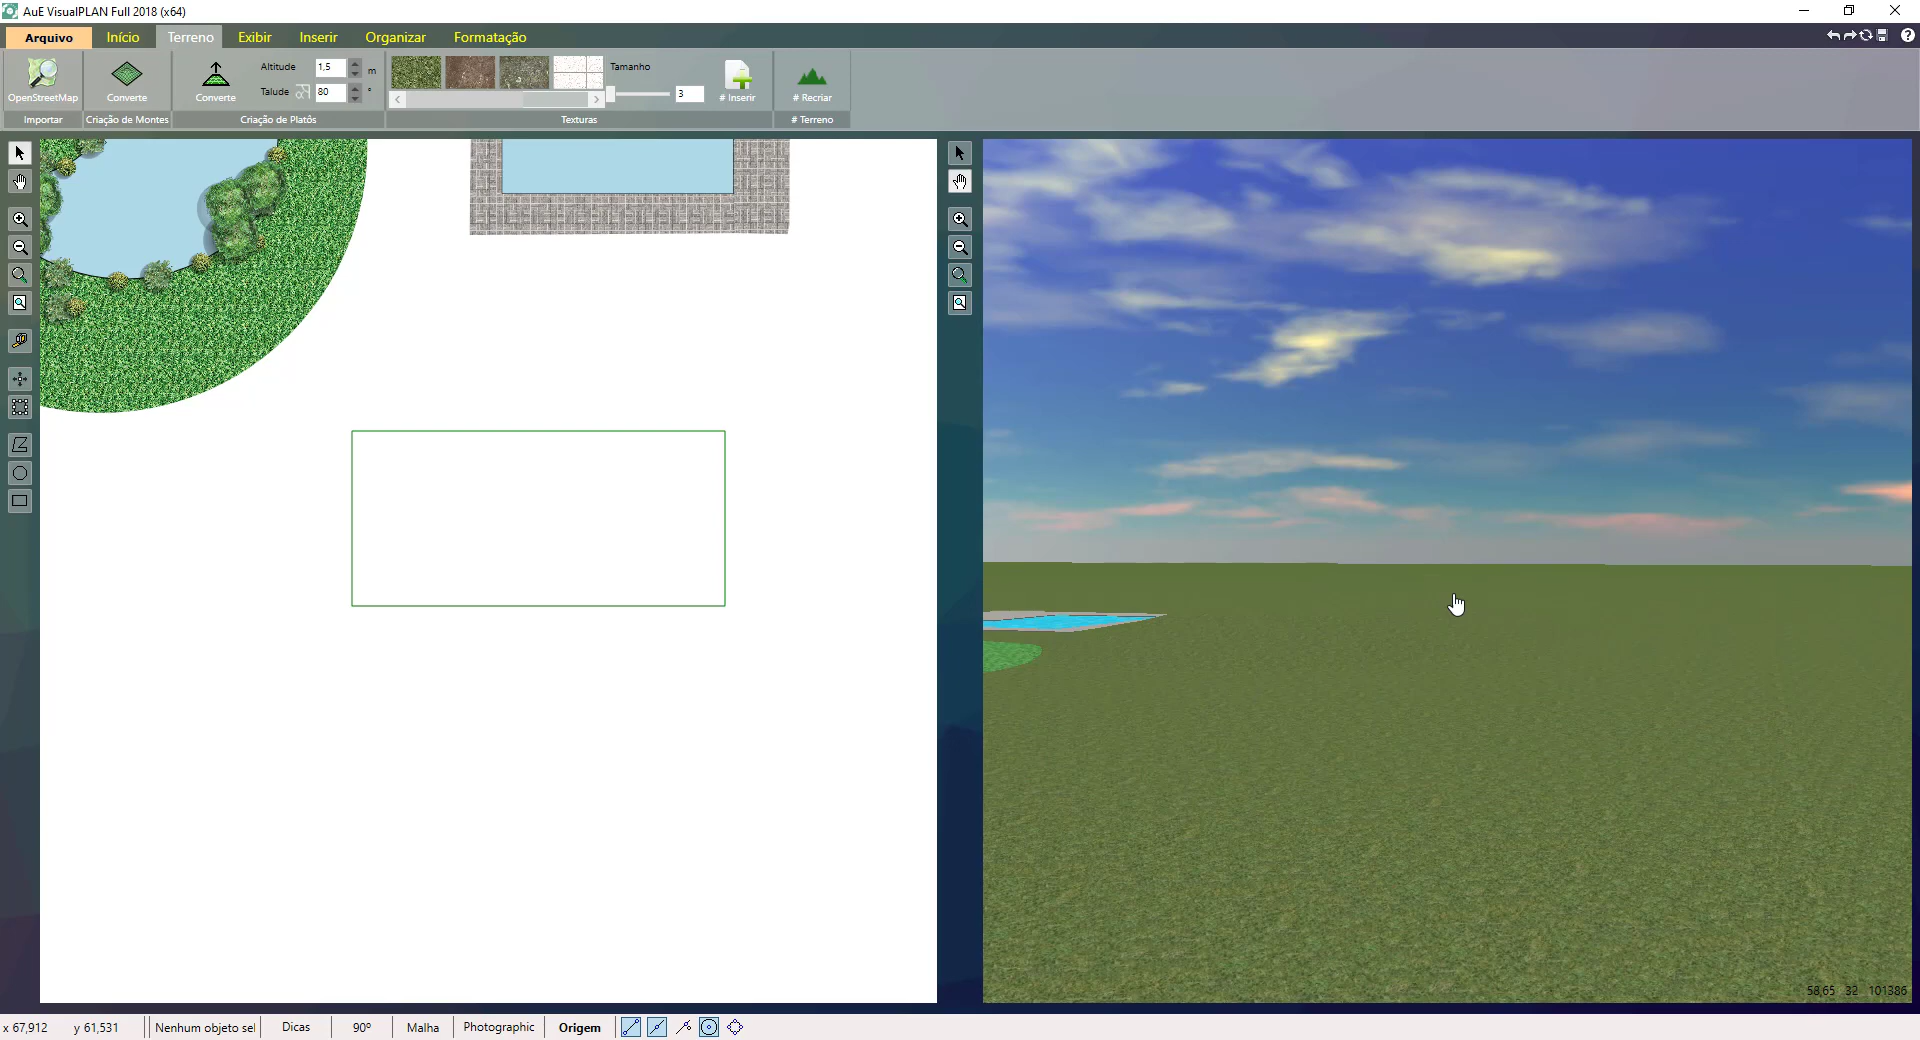 AuE VisualPLAN Full 2018 (x64)
Arquivo Início Terreno Exibir Inserir Organizar Formatação
OpenStreetMap
Importar
Converte
Criação de Montes
Converte
Altitude 1,5 m
Talude 80 °
Criação de Platôs
Tamanho
3
# Inserir
Texturas
# Recriar
# Terreno
58,65 32 101386
x 67,912 y 61,531 Nenhum objeto sel Dicas 90º Malha Photographic Origem